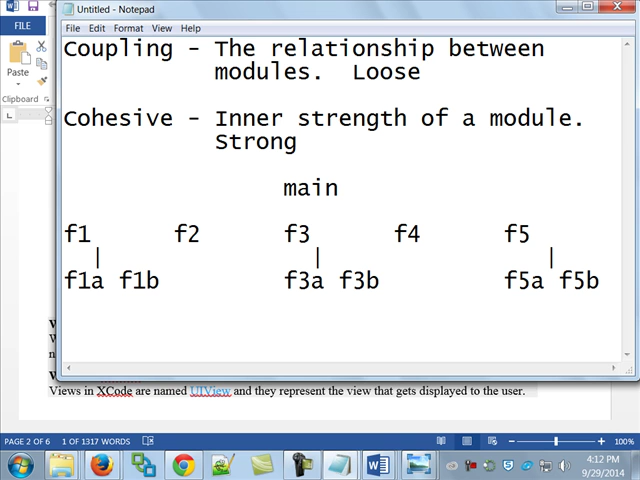 Untitled - Notepad
FILE
File Edit Format View Help
Paste
Clipboard
Coupling - The relationship between
modules. Loose
Cohesive - Inner strength of a module.
Strong
main
f1 f2 f3 f4 f5
| | |
f1a f1b f3a f3b f5a f5b
Views in XCode are named UIView and they represent the view that gets displayed to the user.
PAGE 2 OF 6 1 OF 1317 WORDS 100%
4:12 PM
9/29/2014